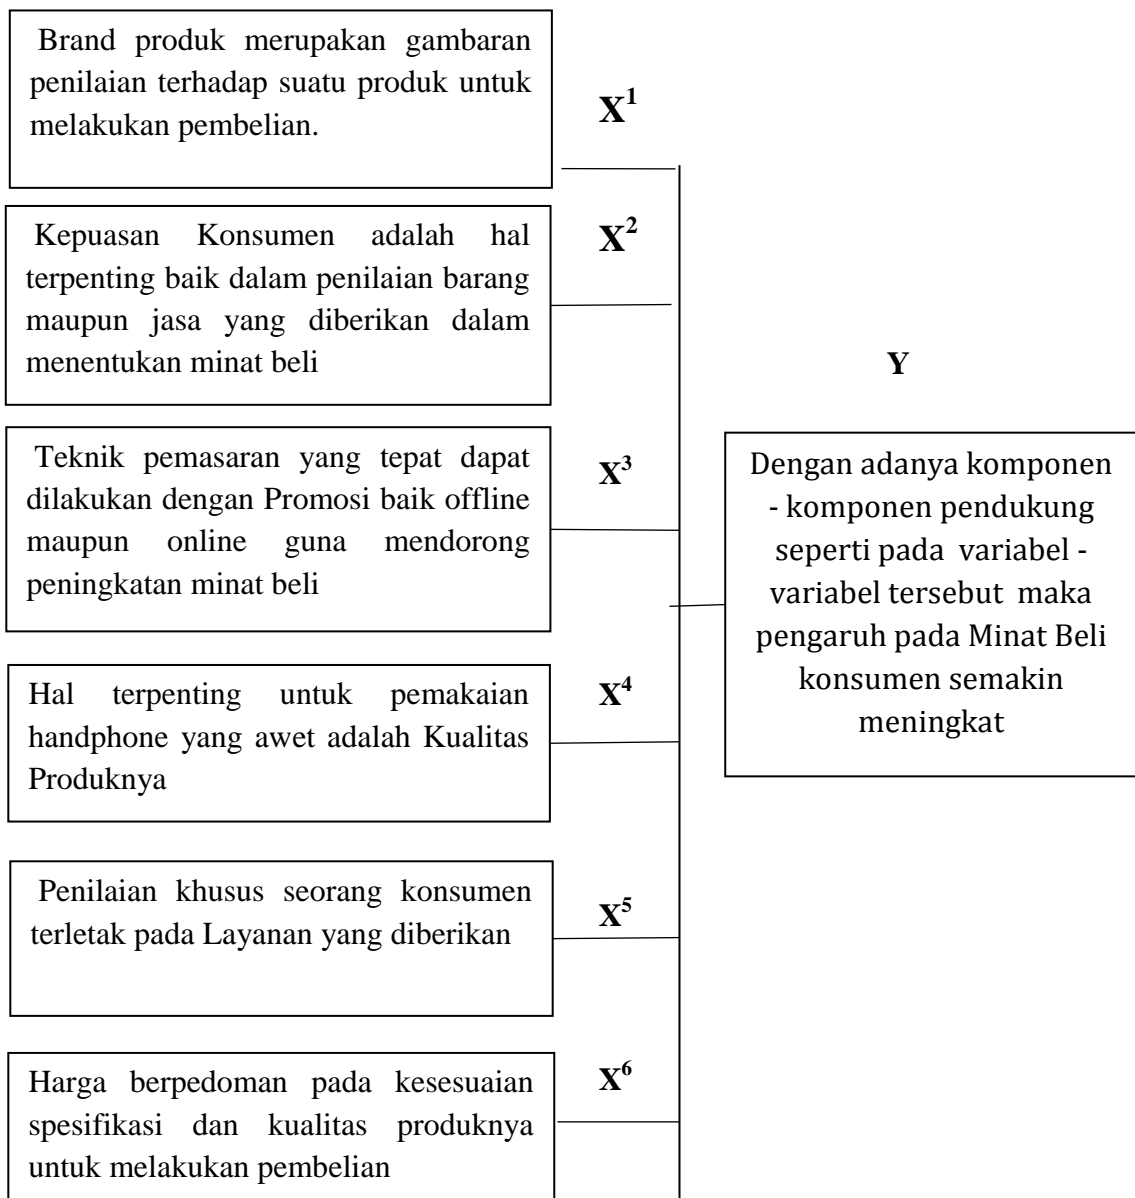 Brand produk merupakan gambaran
penilaian terhadap suatu produk untuk
melakukan pembelian.
X¹
Kepuasan Konsumen adalah hal
terpenting baik dalam penilaian barang
maupun jasa yang diberikan dalam
menentukan minat beli
X²
Teknik pemasaran yang tepat dapat
dilakukan dengan Promosi baik offline
maupun online guna mendorong
peningkatan minat beli
X³
Hal terpenting untuk pemakaian
handphone yang awet adalah Kualitas
Produknya
X⁴
Penilaian khusus seorang konsumen
terletak pada Layanan yang diberikan
X⁵
Harga berpedoman pada kesesuaian
spesifikasi dan kualitas produknya
untuk melakukan pembelian
X⁶
Y
Dengan adanya komponen
- komponen pendukung
seperti pada variabel -
variabel tersebut maka
pengaruh pada Minat Beli
konsumen semakin
meningkat